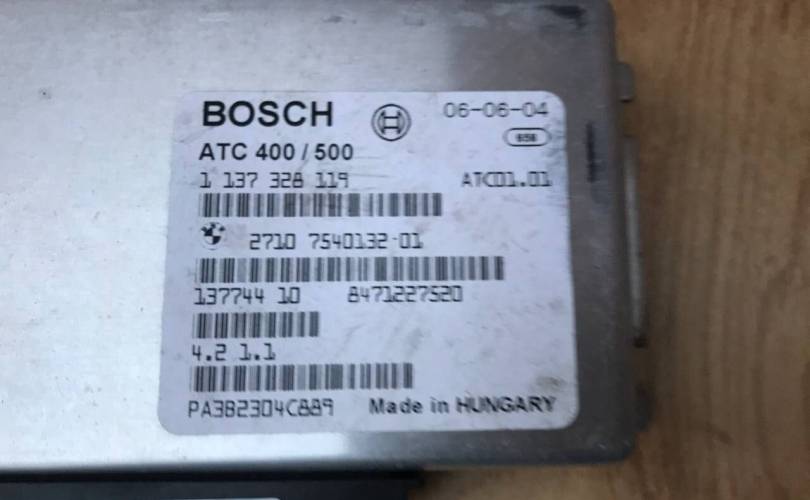 BOSCH 06-06-04
656
ATC 400 / 500
1 137 328 119 ATC01.01
2710 7540132-01
137744 10 8471227520
4.2 1.1
PA3B2304C889 Made in HUNGARY